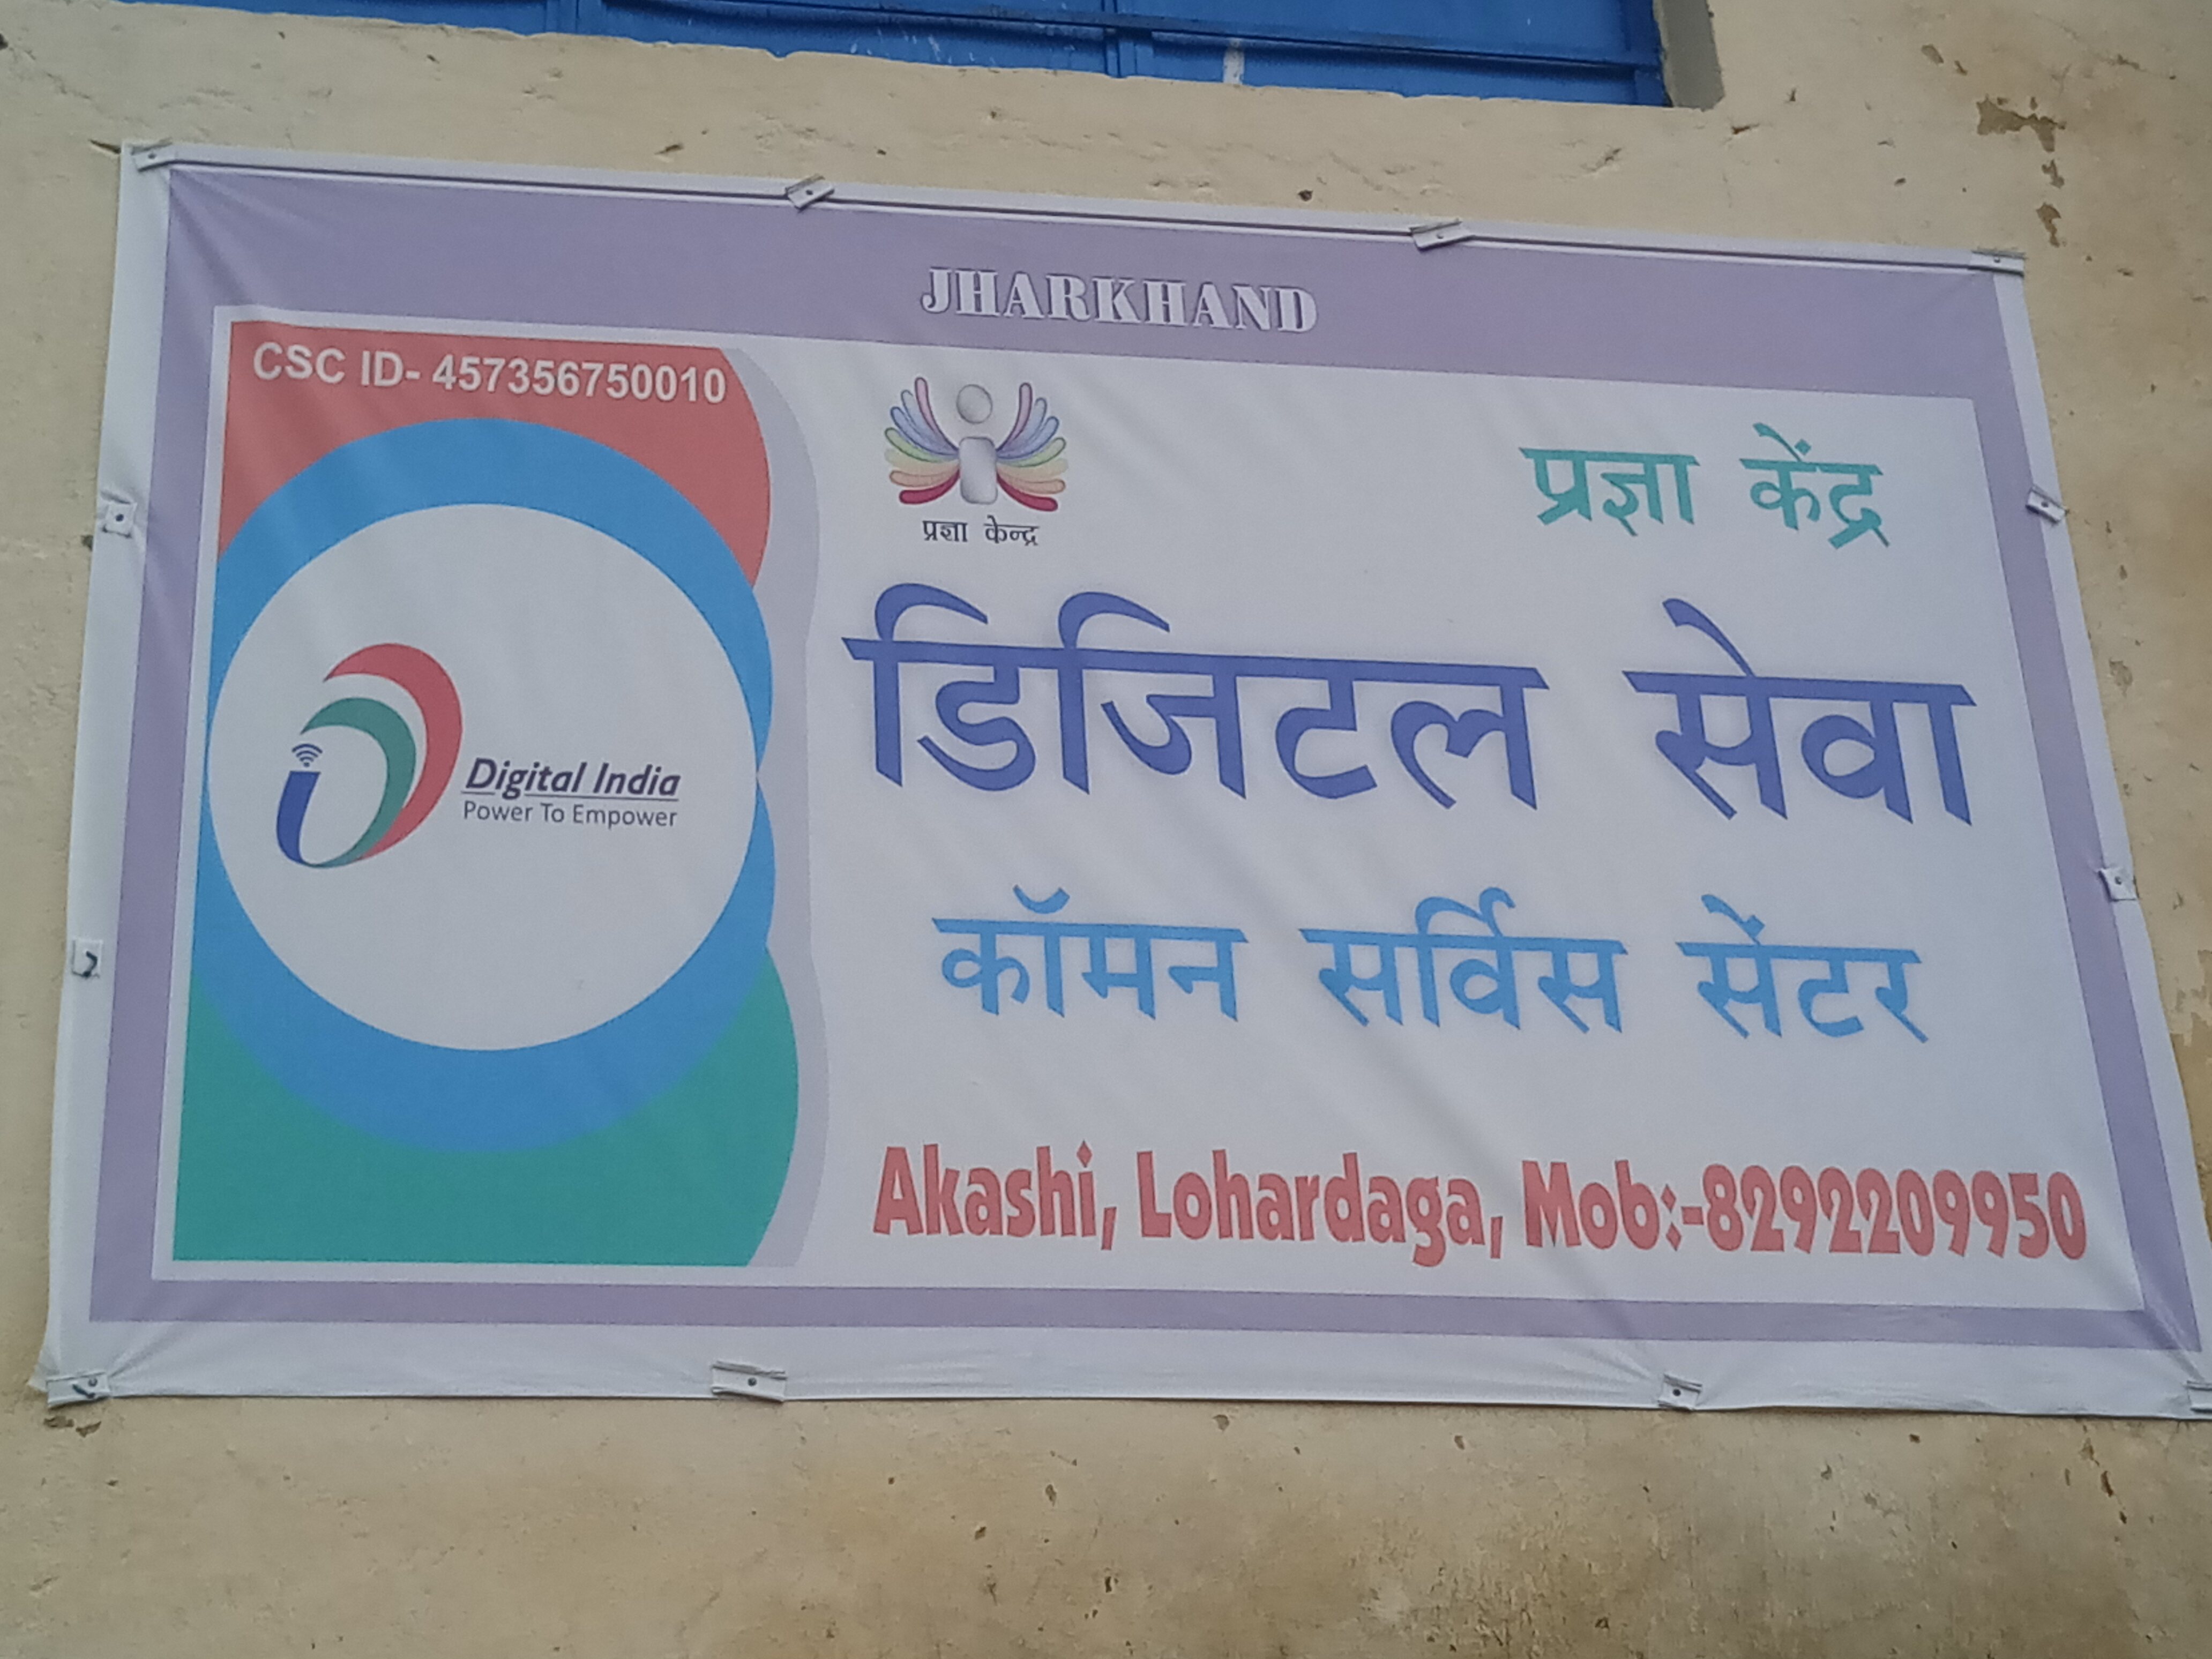 JHARKHAND
CSC ID- 457356750010
प्रज्ञा केन्द्र
प्रज्ञा केंद्र
डिजिटल सेवा
Digital India
Power To Empower
कॉमन सर्विस सेंटर
Akashi, Lohardaga, Mob:-8292209950